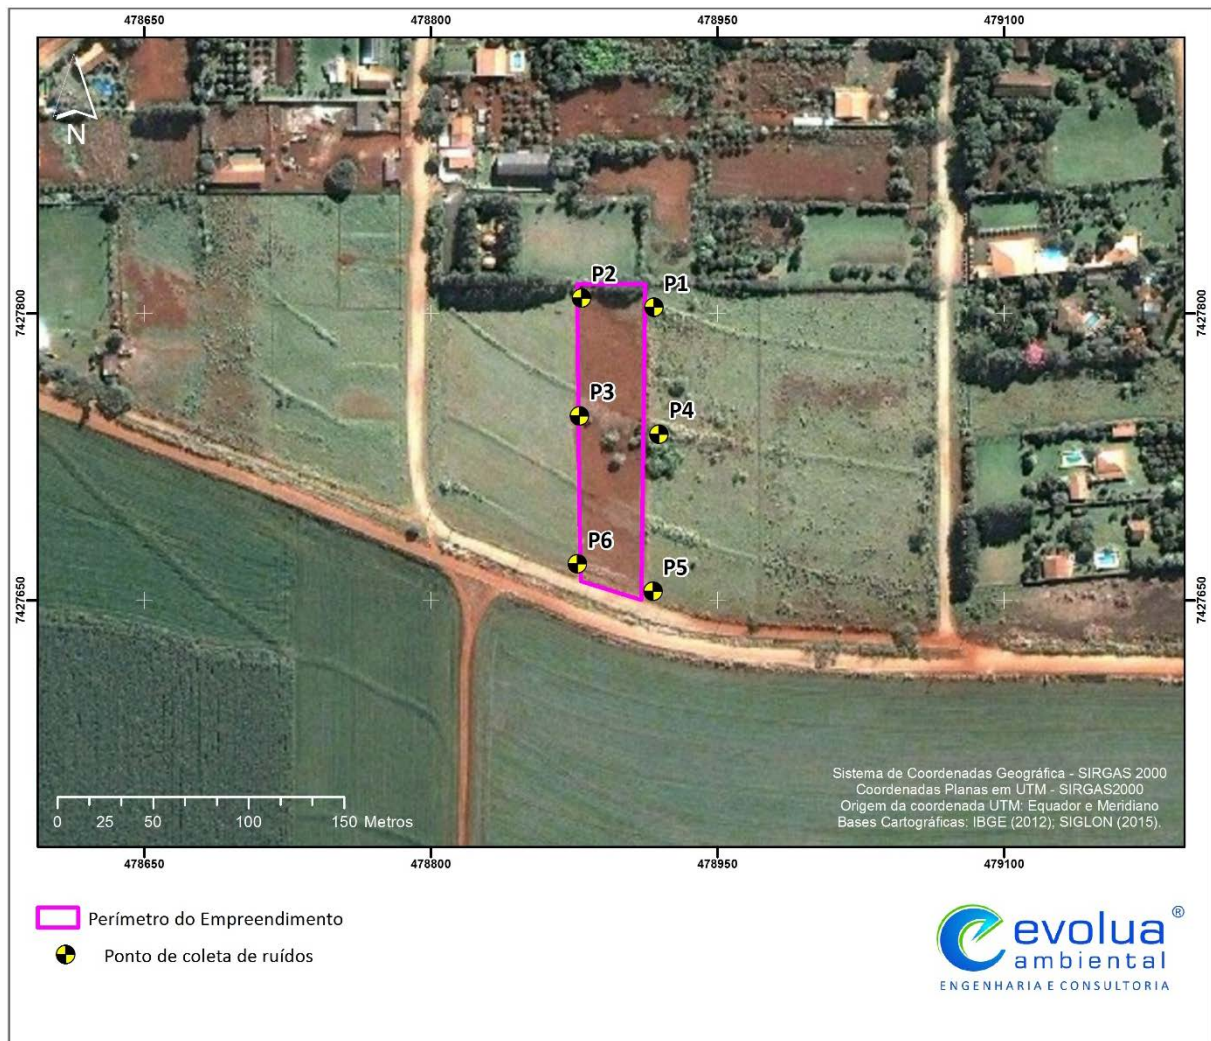 478650 478800 478950 479100
N
P2
P1
7427800 7427800
P3
P4
P6
P5
7427650 7427650
Sistema de Coordenadas Geográfica - SIRGAS 2000
Coordenadas Planas em UTM - SIRGAS2000
Origem da coordenada UTM: Equador e Meridiano
Bases Cartográficas: IBGE (2012); SIGLON (2015).
0 25 50 100 150 Metros
478650 478800 478950 479100
Perímetro do Empreendimento
Ponto de coleta de ruídos
evolua ®
ambiental
ENGENHARIA E CONSULTORIA